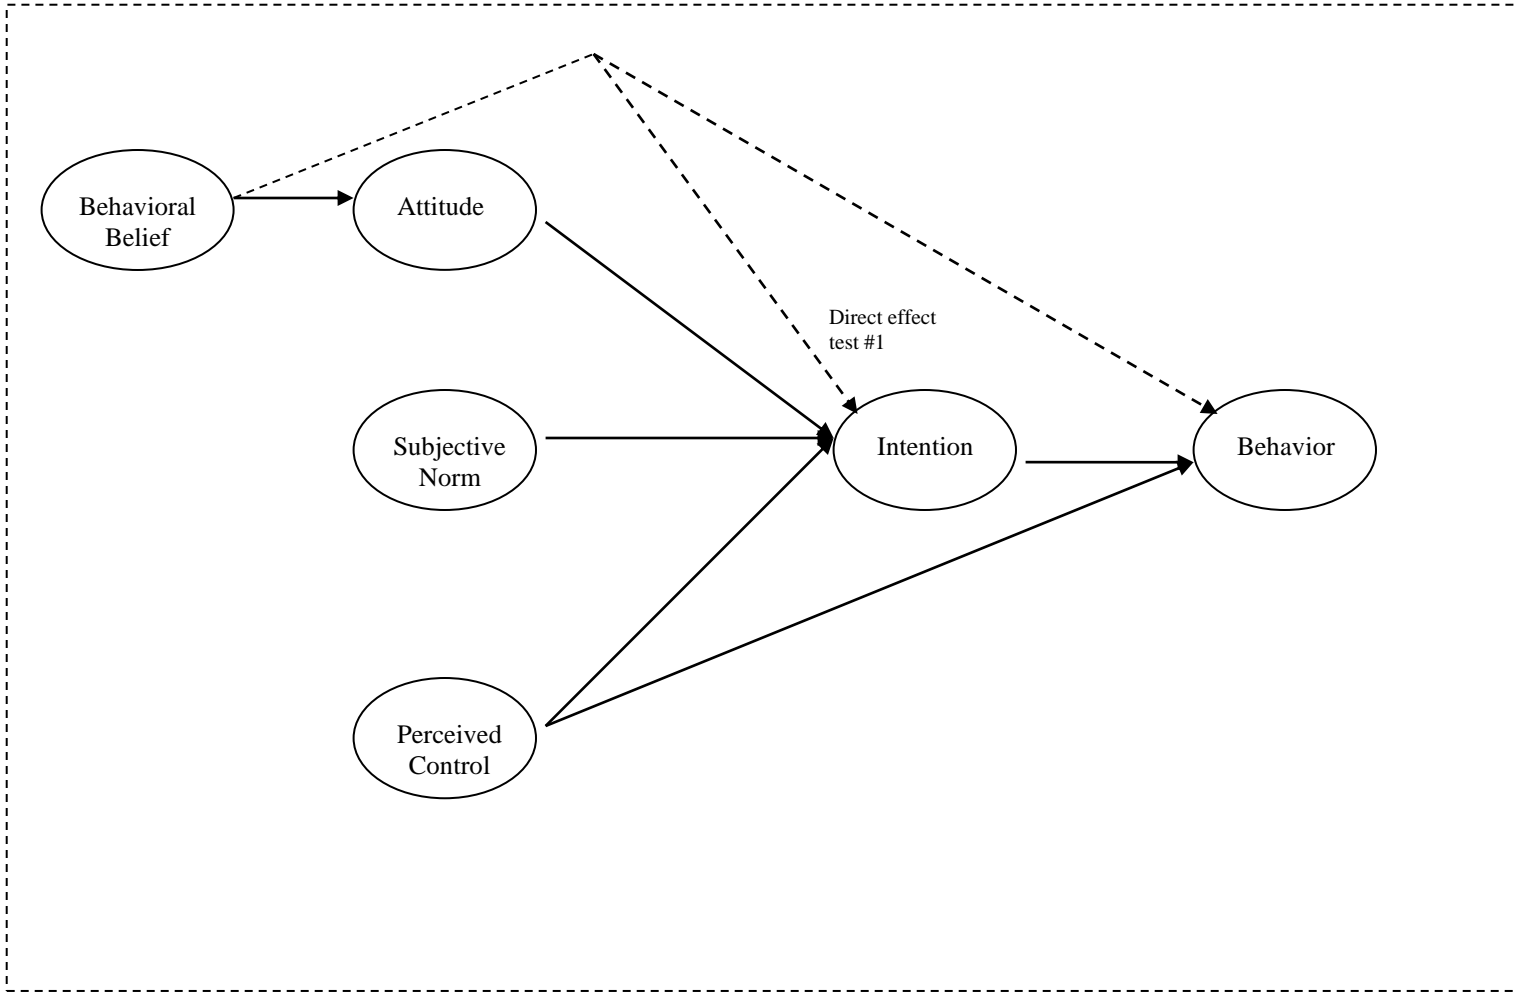 Behavioral
Belief
Attitude
Direct effect
test #1
Subjective
Norm
Intention
Behavior
Perceived
Control